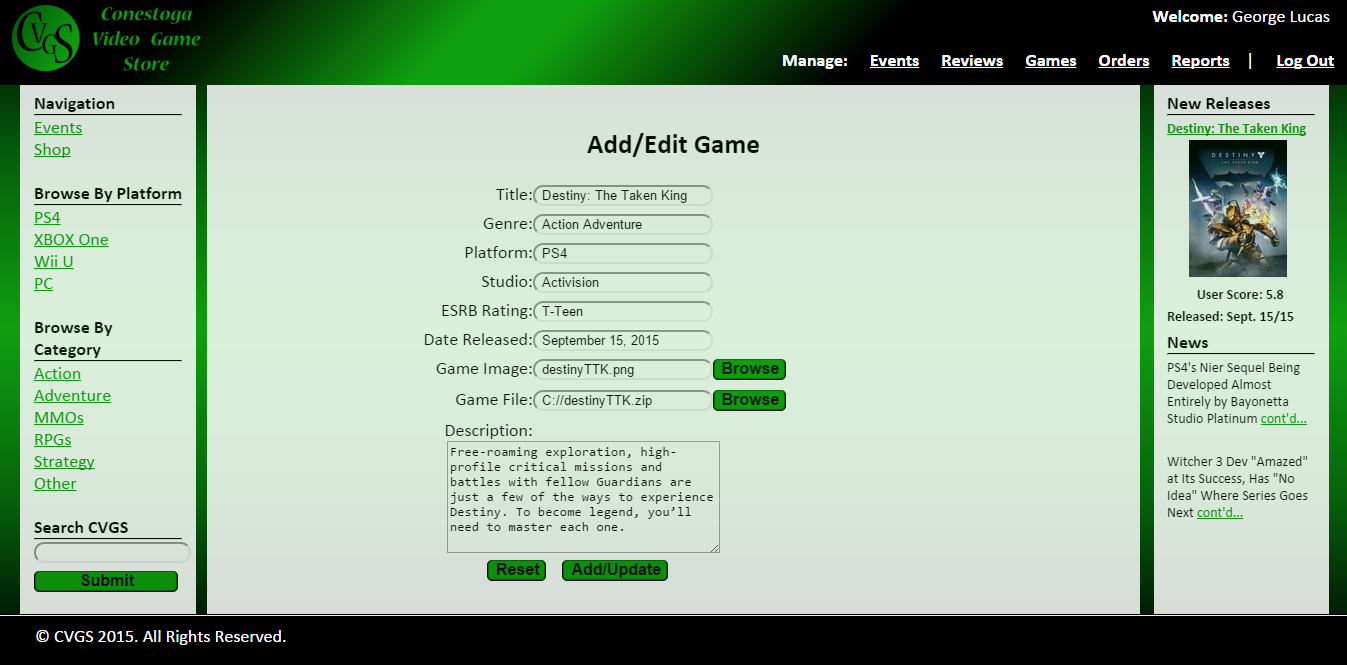 CVGS
Conestoga
Video Game
Store
Welcome: George Lucas
Manage: Events Reviews Games Orders Reports | Log Out
Navigation
Events
Shop
Browse By Platform
PS4
XBOX One
Wii U
PC
Browse By
Category
Action
Adventure
MMOs
RPGs
Strategy
Other
Search CVGS
Submit
Add/Edit Game
Title: Destiny: The Taken King
Genre: Action Adventure
Platform: PS4
Studio: Activision
ESRB Rating: T-Teen
Date Released: September 15, 2015
Game Image: destinyTTK.png Browse
Game File: C://destinyTTK.zip Browse
Description:
Free-roaming exploration, high-
profile critical missions and
battles with fellow Guardians are
just a few of the ways to experience
Destiny. To become legend, you’ll
need to master each one.
Reset Add/Update
New Releases
Destiny: The Taken King
DESTINY
THE TAKEN KING
User Score: 5.8
Released: Sept. 15/15
News
PS4's Nier Sequel Being
Developed Almost
Entirely by Bayonetta
Studio Platinum cont'd...
Witcher 3 Dev "Amazed"
at Its Success, Has "No
Idea" Where Series Goes
Next cont'd...
© CVGS 2015. All Rights Reserved.